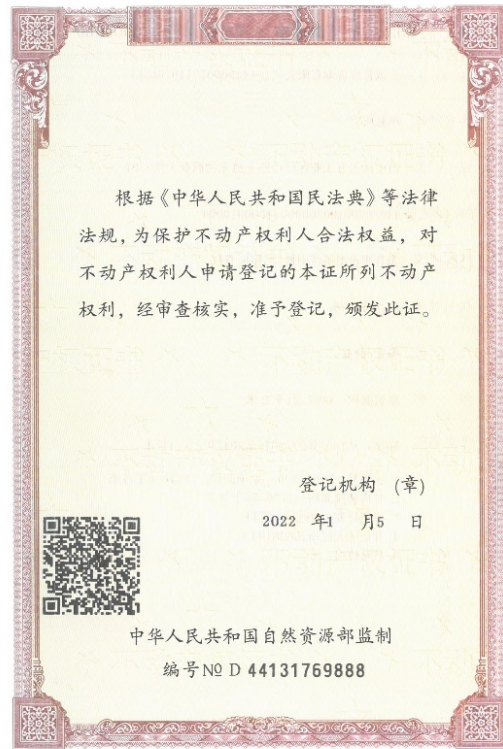 根据《中华人民共和国民法典》等法律
法规，为保护不动产权利人合法权益，对
不动产权利人申请登记的本证所列不动产
权利，经审查核实，准予登记，颁发此证。
登记机构 (章)
2022 年1 月5 日
中华人民共和国自然资源部监制
编号№ D 44131769888